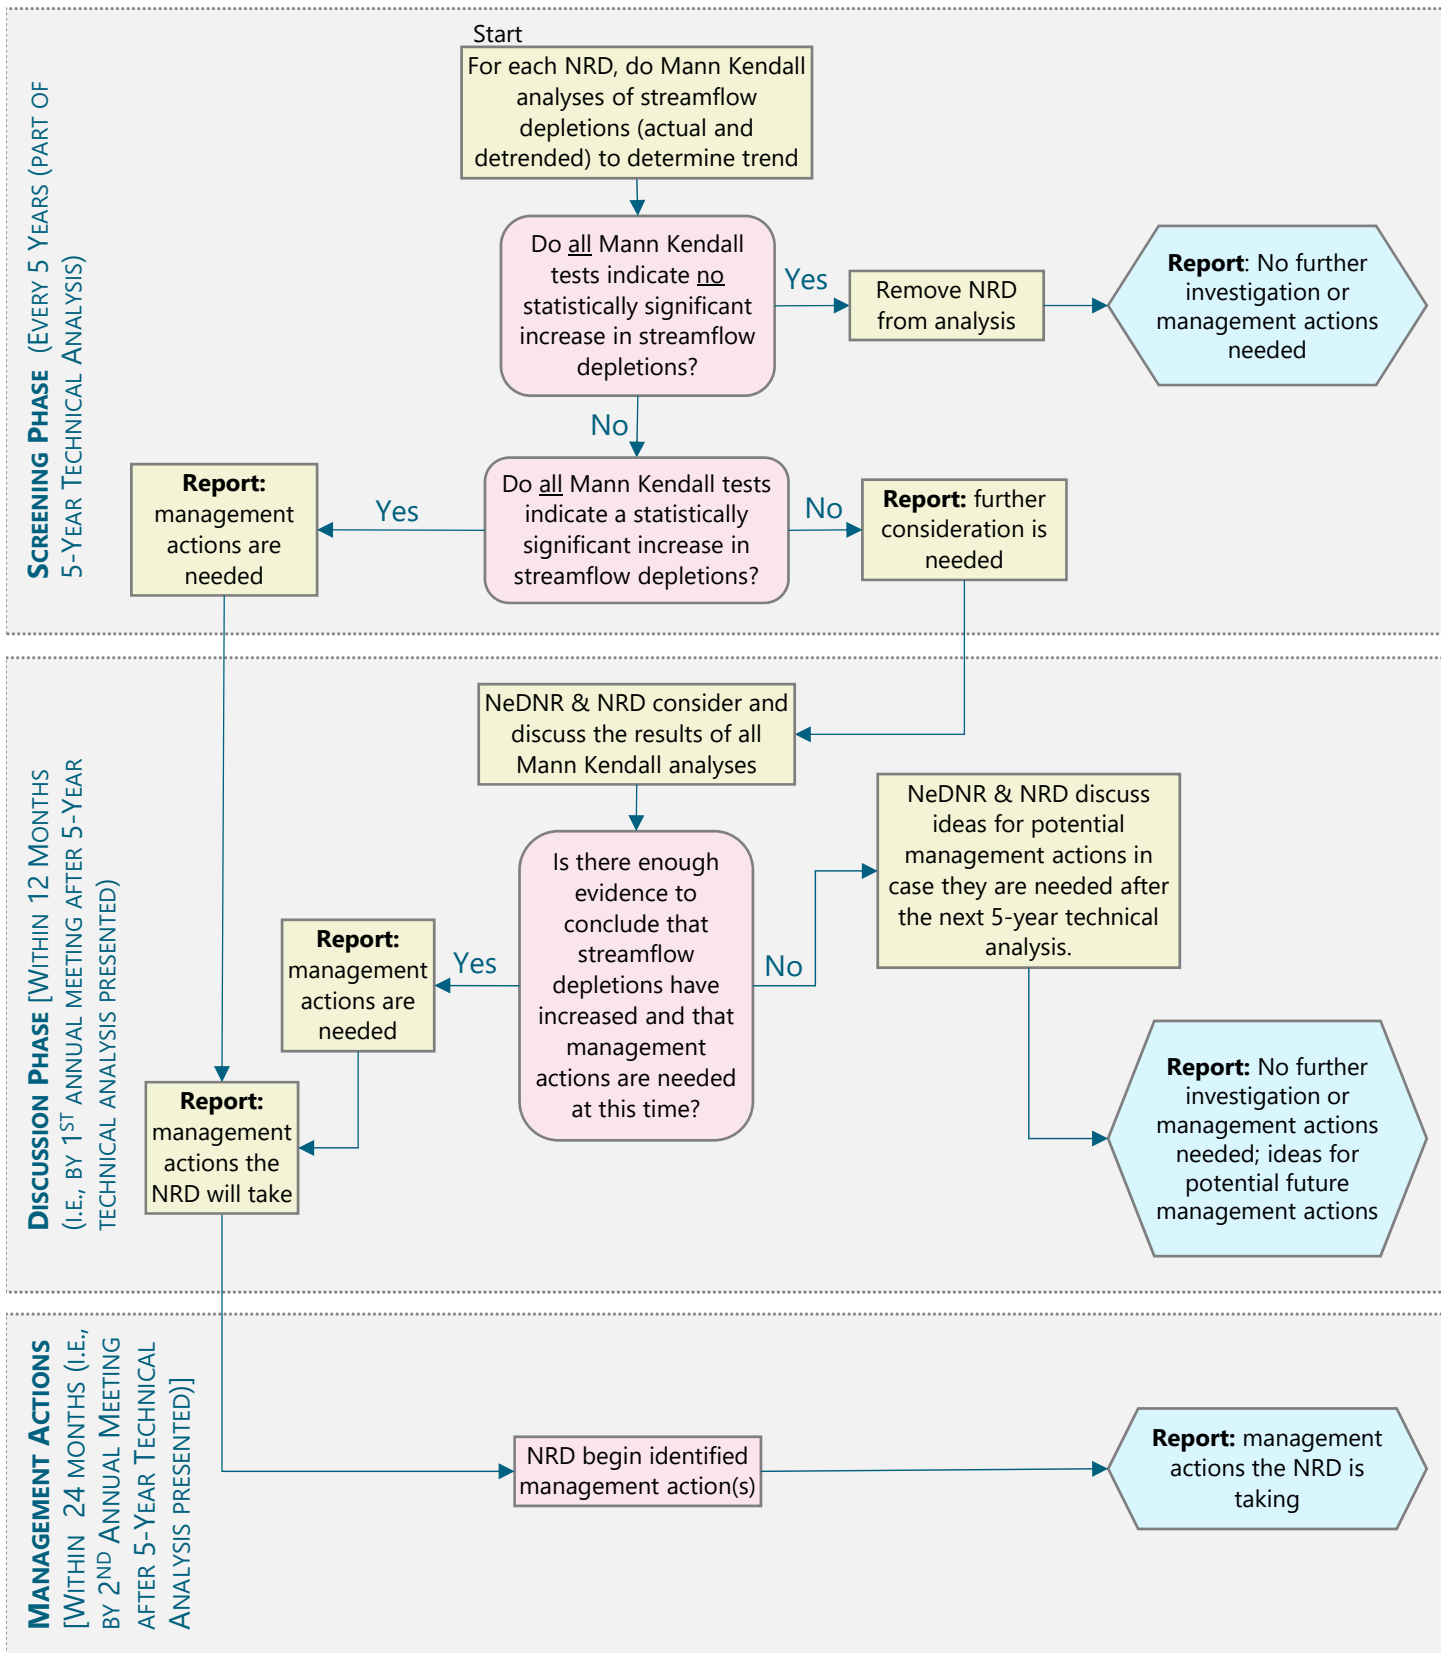 SCREENING PHASE (EVERY 5 YEARS (PART OF
5-YEAR TECHNICAL ANALYSIS)
Start
For each NRD, do Mann Kendall
analyses of streamflow
depletions (actual and
detrended) to determine trend
Do all Mann Kendall
tests indicate no
statistically significant
increase in streamflow
depletions?
Yes
Remove NRD
from analysis
Report: No further
investigation or
management actions
needed
No
Do all Mann Kendall tests
indicate a statistically
significant increase in
streamflow depletions?
Yes
Report:
management
actions are
needed
No
Report: further
consideration is
needed
DISCUSSION PHASE [WITHIN 12 MONTHS
(I.E., BY 1ST ANNUAL MEETING AFTER 5-YEAR
TECHNICAL ANALYSIS PRESENTED)
NeDNR & NRD consider and
discuss the results of all
Mann Kendall analyses
Is there enough
evidence to
conclude that
streamflow
depletions have
increased and that
management
actions are needed
at this time?
Yes
Report:
management
actions are
needed
No
NeDNR & NRD discuss
ideas for potential
management actions in
case they are needed after
the next 5-year technical
analysis.
Report: No further
investigation or
management actions
needed; ideas for
potential future
management actions
Report:
management
actions the
NRD will take
MANAGEMENT ACTIONS
[WITHIN 24 MONTHS (I.E.,
BY 2ND ANNUAL MEETING
AFTER 5-YEAR TECHNICAL
ANALYSIS PRESENTED)]
NRD begin identified
management action(s)
Report: management
actions the NRD is
taking